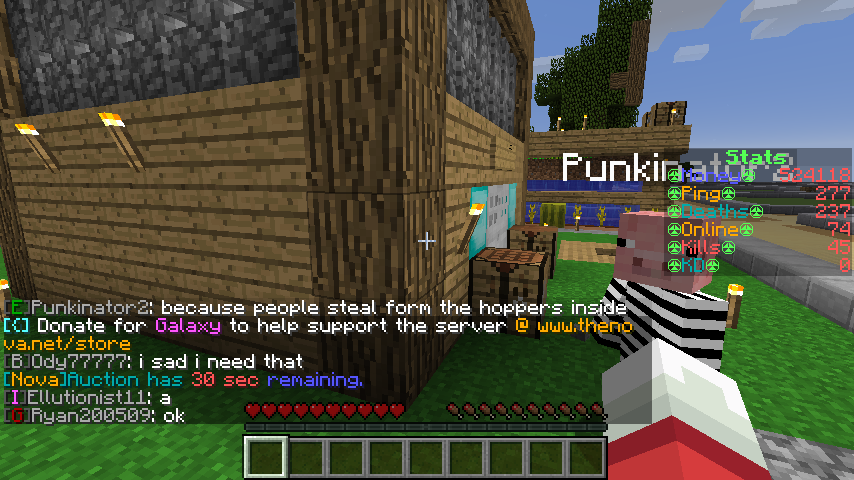 Punkinator2
Stats
Money 524118
Ping 277
Deaths 237
Online 74
Kills 45
KD 0
[E]Punkinator2: because people steal form the hoppers inside
[{] Donate for Galaxy to help support the server @ www.theno
va.net/store
[B]Ody77777: i sad i need that
[Nova]Auction has 30 sec remaining.
[I]Ellutionist11: a
[G]Ryan200509: ok